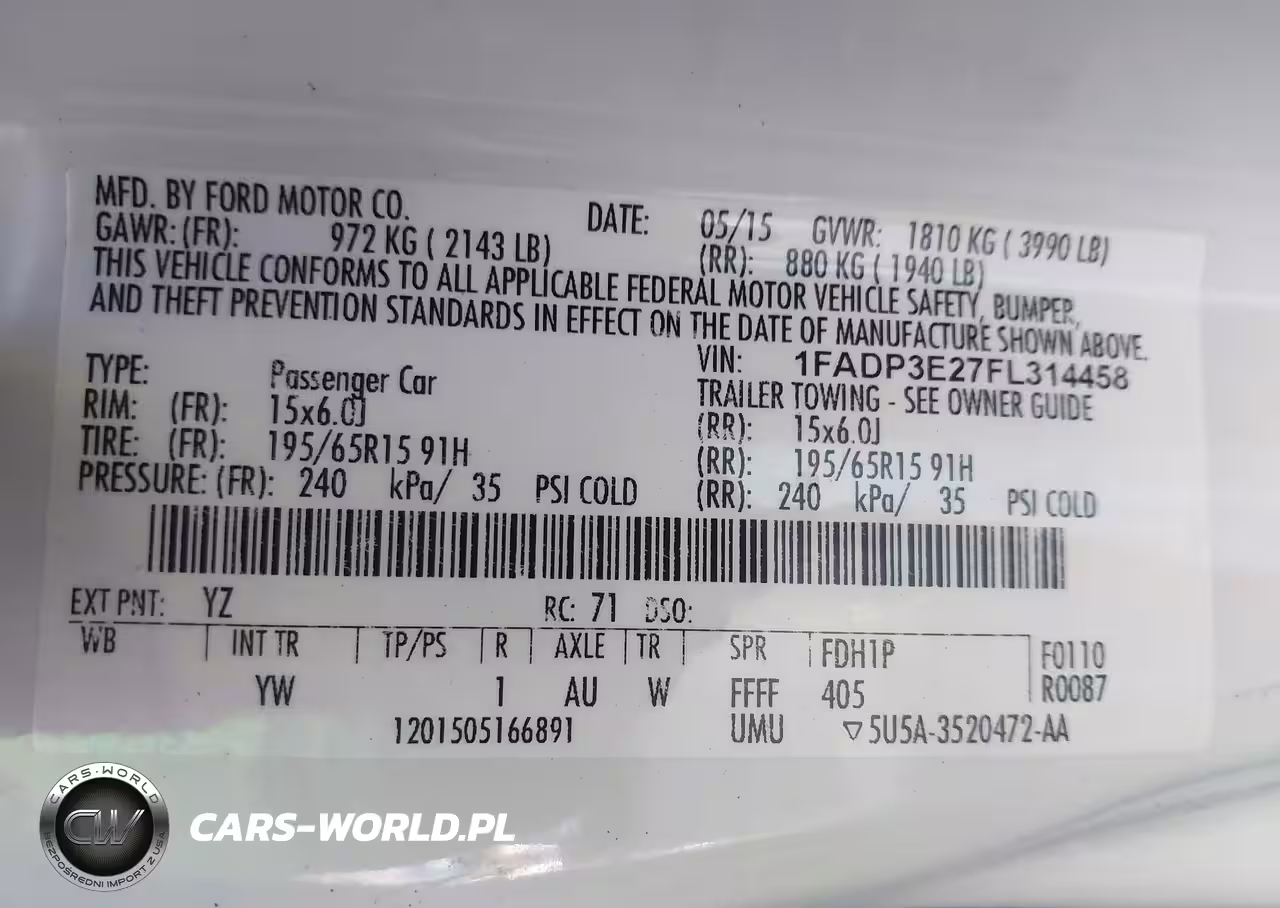 MFD. BY FORD MOTOR CO. DATE: 05/15 GVWR: 1810 KG ( 3990 LB)
GAWR: (FR): 972 KG ( 2143 LB) (RR): 880 KG ( 1940 LB)
THIS VEHICLE CONFORMS TO ALL APPLICABLE FEDERAL MOTOR VEHICLE SAFETY, BUMPER,
AND THEFT PREVENTION STANDARDS IN EFFECT ON THE DATE OF MANUFACTURE SHOWN ABOVE.
VIN: 1FADP3E27FL314458
TYPE: Passenger Car TRAILER TOWING - SEE OWNER GUIDE
RIM: (FR): 15x6.0J (RR): 15x6.0J
TIRE: (FR): 195/65R15 91H (RR): 195/65R15 91H
PRESSURE: (FR): 240 kPa/ 35 PSI COLD (RR): 240 kPa/ 35 PSI COLD
EXT PNT: YZ RC: 71 DSO:
WB INT TR TP/PS R AXLE TR SPR FDH1P F0110
YW 1 AU W FFFF 405 R0087
1201505166891 UMU ▽5U5A-3520472-AA
CARS-WORLD
CW
BEZPOŚREDNI IMPORT Z USA
CARS-WORLD.PL